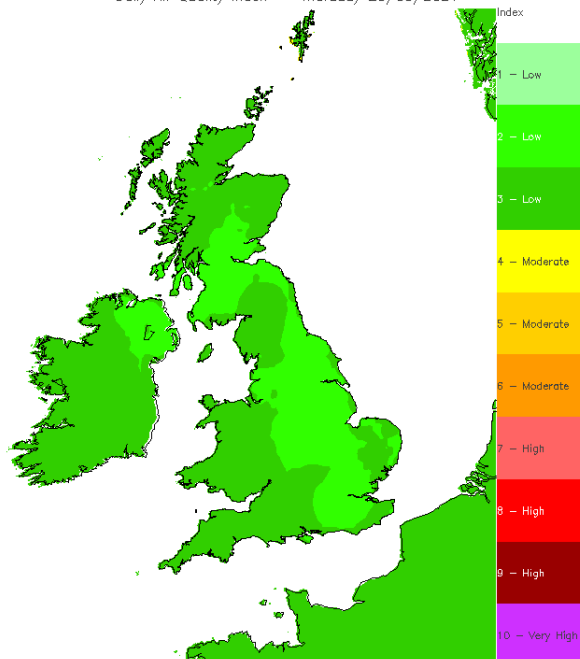 Index
1 - Low
2 - Low
3 - Low
4 - Moderate
5 - Moderate
6 - Moderate
7 - High
8 - High
9 - High
10 - Very High